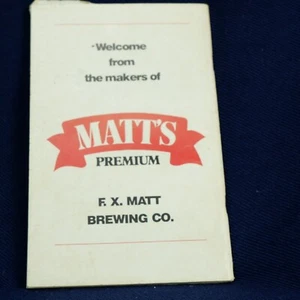 Welcome
from
the makers of
MATT'S
PREMIUM
F. X. MATT
BREWING CO.